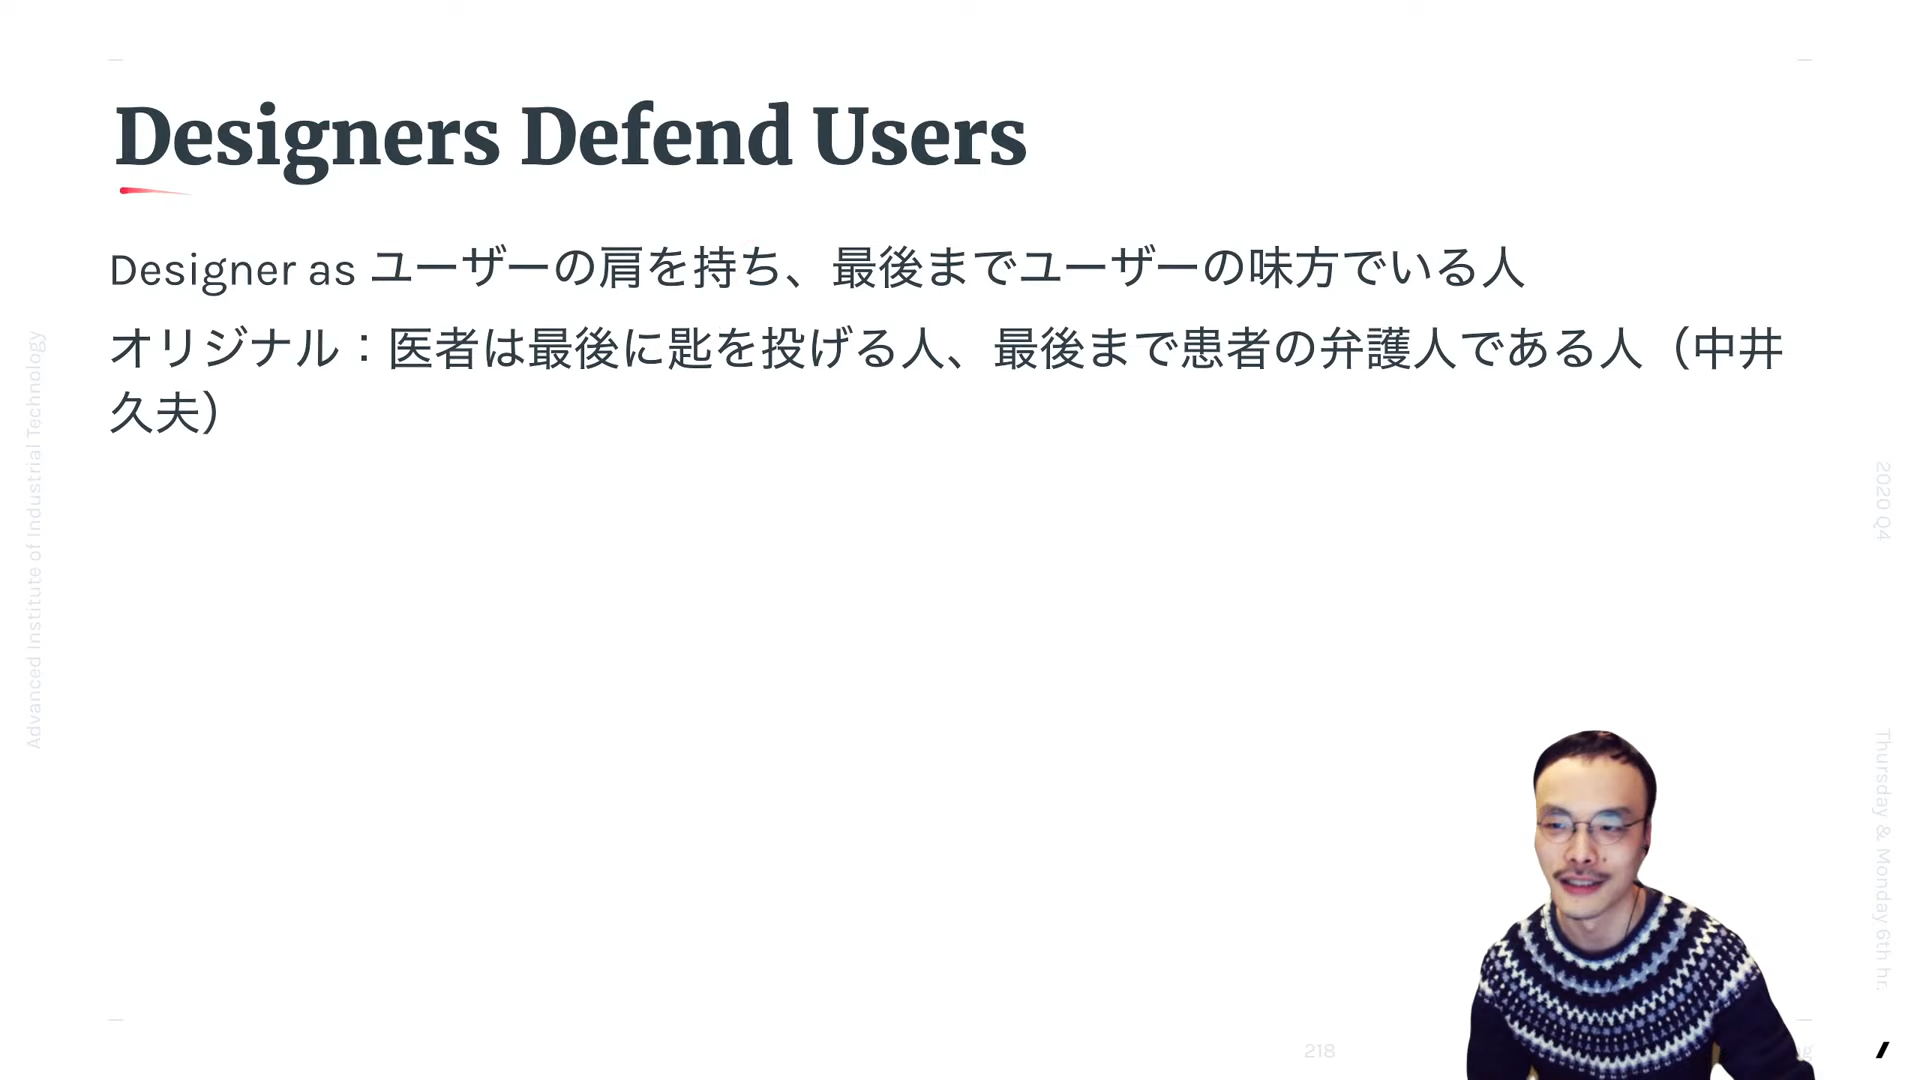 Designers Defend Users
Designer as ユーザーの肩を持ち、最後までユーザーの味方でいる人
オリジナル：医者は最後に匙を投げる人、最後まで患者の弁護人である人（中井
久夫）
Advanced Institute of Industrial Technology
2020 Q4
Thursday & Monday 6th hr.
218